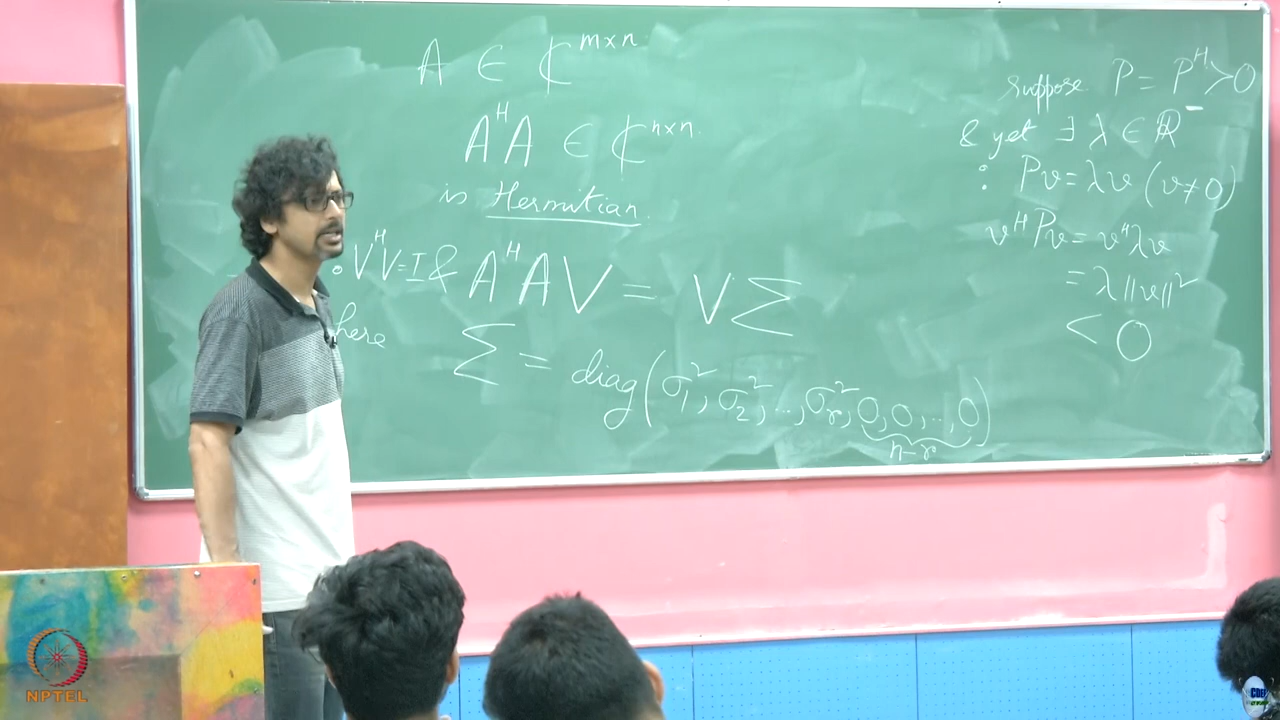 A ∈ ℂ^{m×n}
A^H A ∈ ℂ^{n×n}
is Hermitian.
: V^H V = I & A^H A V = V Σ
here
Σ = diag(σ_1^2, σ_2^2, ..., σ_r^2, 0, 0, ..., 0)
n-r
Suppose P = P^H ≥ 0
& yet ∃ λ ∈ ℝ^-
: Pv = λv (v ≠ 0)
v^H P v = v^H λ v
= λ ||v||^2
< 0
NPTEL